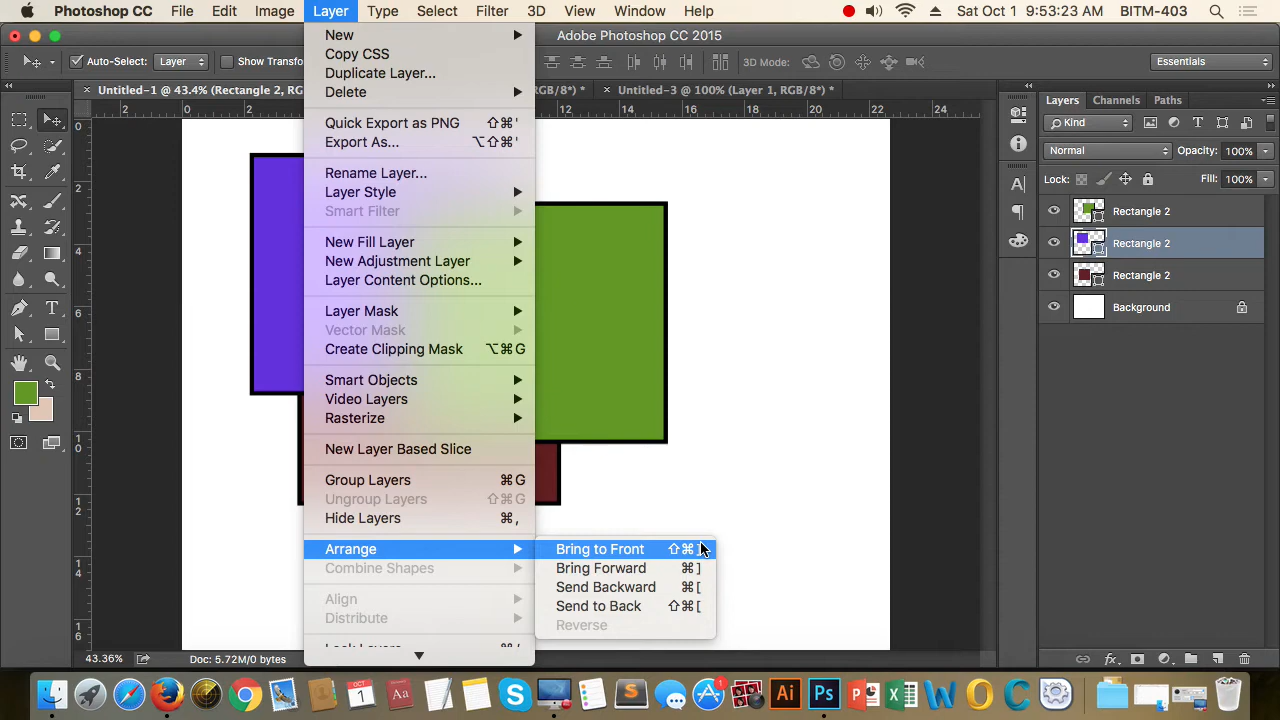 Photoshop CC File Edit Image Layer Type Select Filter 3D View Window Help Sat Oct 1 9:53:23 AM BITM-403
Adobe Photoshop CC 2015
Auto-Select: Layer Show Transfo 3D Mode: Essentials
Untitled-1 @ 43.4% (Rectangle 2, RG RGB/8*) * Untitled-3 @ 100% (Layer 1, RGB/8*) *
2 2 12 14 16 18 20 22 24
0
2
4
6
8
10
12
14
16
New
Copy CSS
Duplicate Layer...
Delete
Quick Export as PNG ⇧⌘'
Export As... ⌥⇧⌘'
Rename Layer...
Layer Style
Smart Filter
New Fill Layer
New Adjustment Layer
Layer Content Options...
Layer Mask
Vector Mask
Create Clipping Mask ⌥⌘G
Smart Objects
Video Layers
Rasterize
New Layer Based Slice
Group Layers ⌘G
Ungroup Layers ⇧⌘G
Hide Layers ⌘,
Arrange
Combine Shapes
Align
Distribute
Lock Layers... ⌘/
Bring to Front ⇧⌘]
Bring Forward ⌘]
Send Backward ⌘[
Send to Back ⇧⌘[
Reverse
Layers Channels Paths
Kind
Normal Opacity: 100%
Lock: Fill: 100%
Rectangle 2
Rectangle 2
Rectangle 2
Background
43.36% Doc: 5.72M/0 bytes